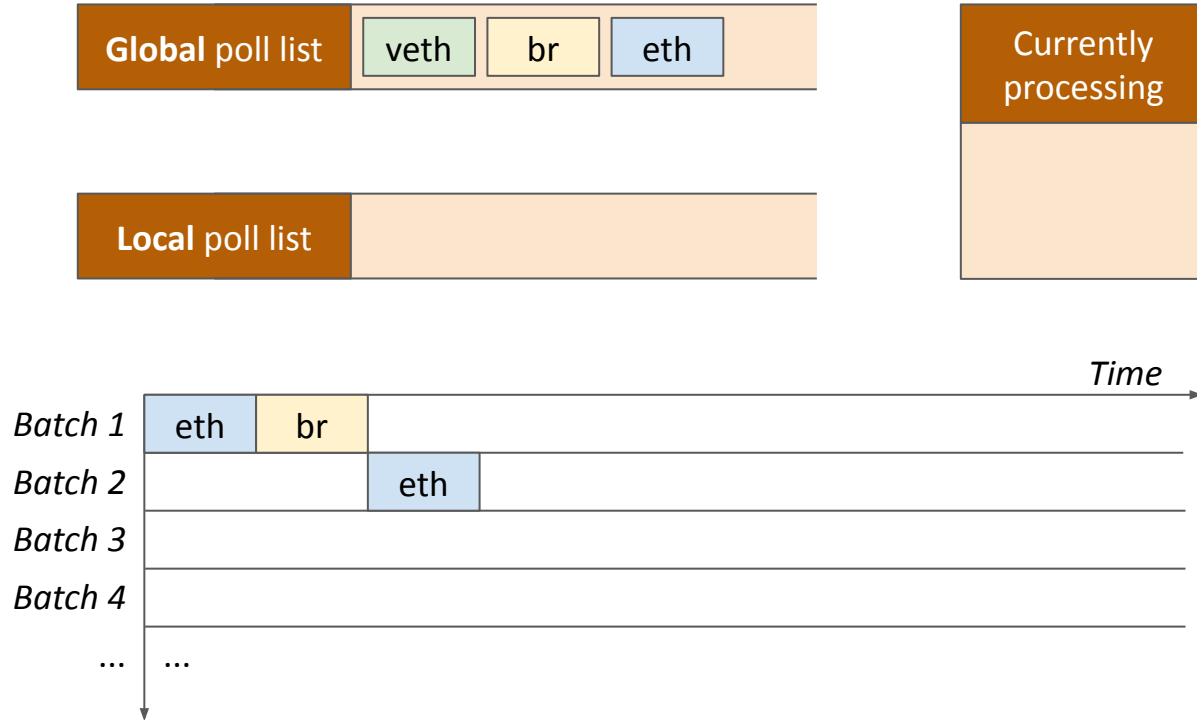 Global poll list
veth
br
eth
Currently
processing
Local poll list
Time
Batch 1
eth
br
Batch 2
eth
Batch 3
Batch 4
...
...